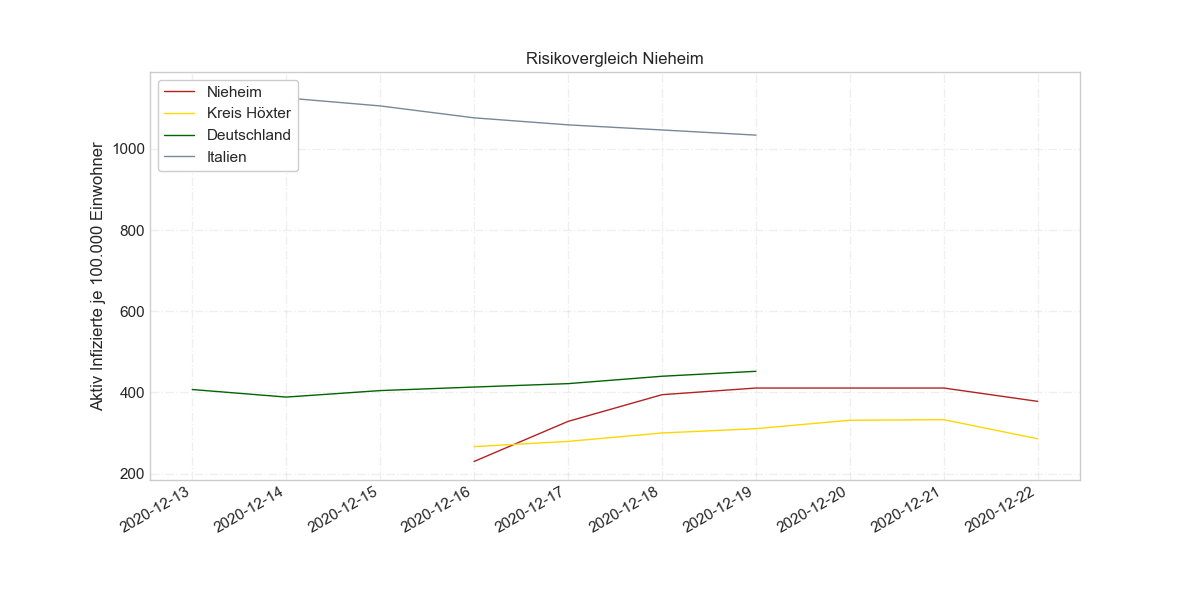 Risikovergleich Nieheim
Nieheim
Kreis Höxter
Deutschland
Italien
Aktiv Infizierte je 100.000 Einwohner
1000
800
600
400
200
2020-12-13
2020-12-14
2020-12-15
2020-12-16
2020-12-17
2020-12-18
2020-12-19
2020-12-20
2020-12-21
2020-12-22